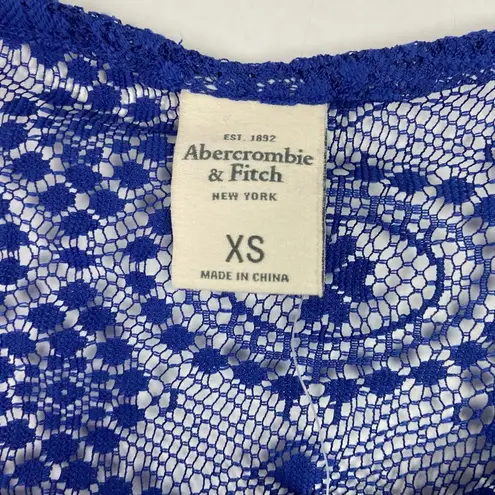 EST. 1892
Abercrombie
& Fitch
NEW YORK
XS
MADE IN CHINA